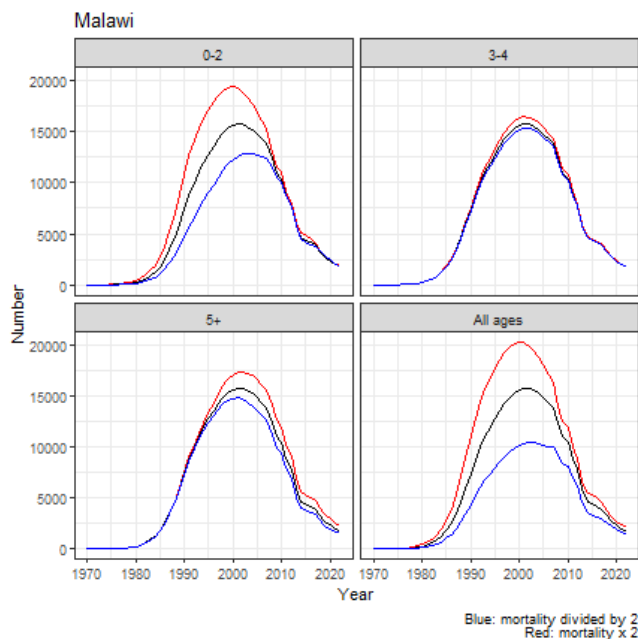 Malawi
0-2
3-4
20000
15000
10000
5000
0
Number
5+
All ages
20000
15000
10000
5000
0
1970 1980 1990 2000 2010 2020 1970 1980 1990 2000 2010 2020
Year
Blue: mortality divided by 2
Red: mortality x 2